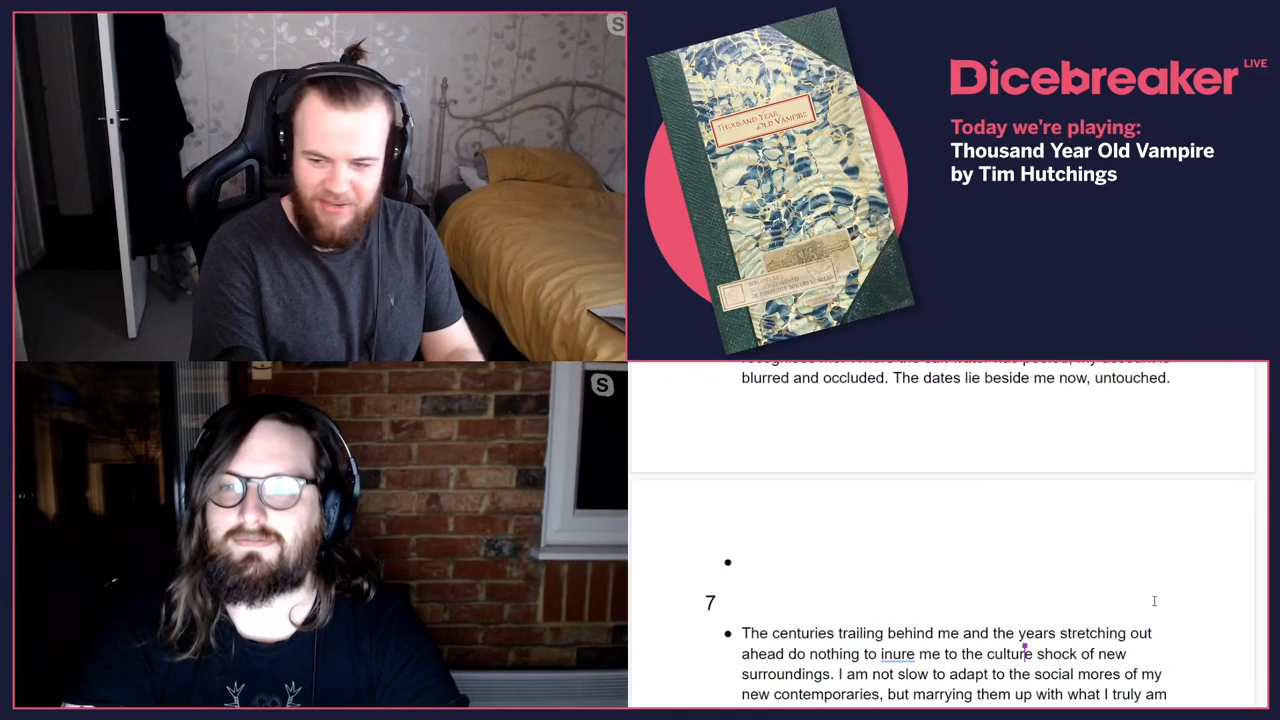 Dicebreaker LIVE
Today we're playing:
Thousand Year Old Vampire
by Tim Hutchings
THOUSAND YEAR
OLD VAMPIRE
blurred and occluded. The dates lie beside me now, untouched.
7
The centuries trailing behind me and the years stretching out
ahead do nothing to inure me to the culture shock of new
surroundings. I am not slow to adapt to the social mores of my
new contemporaries, but marrying them up with what I truly am